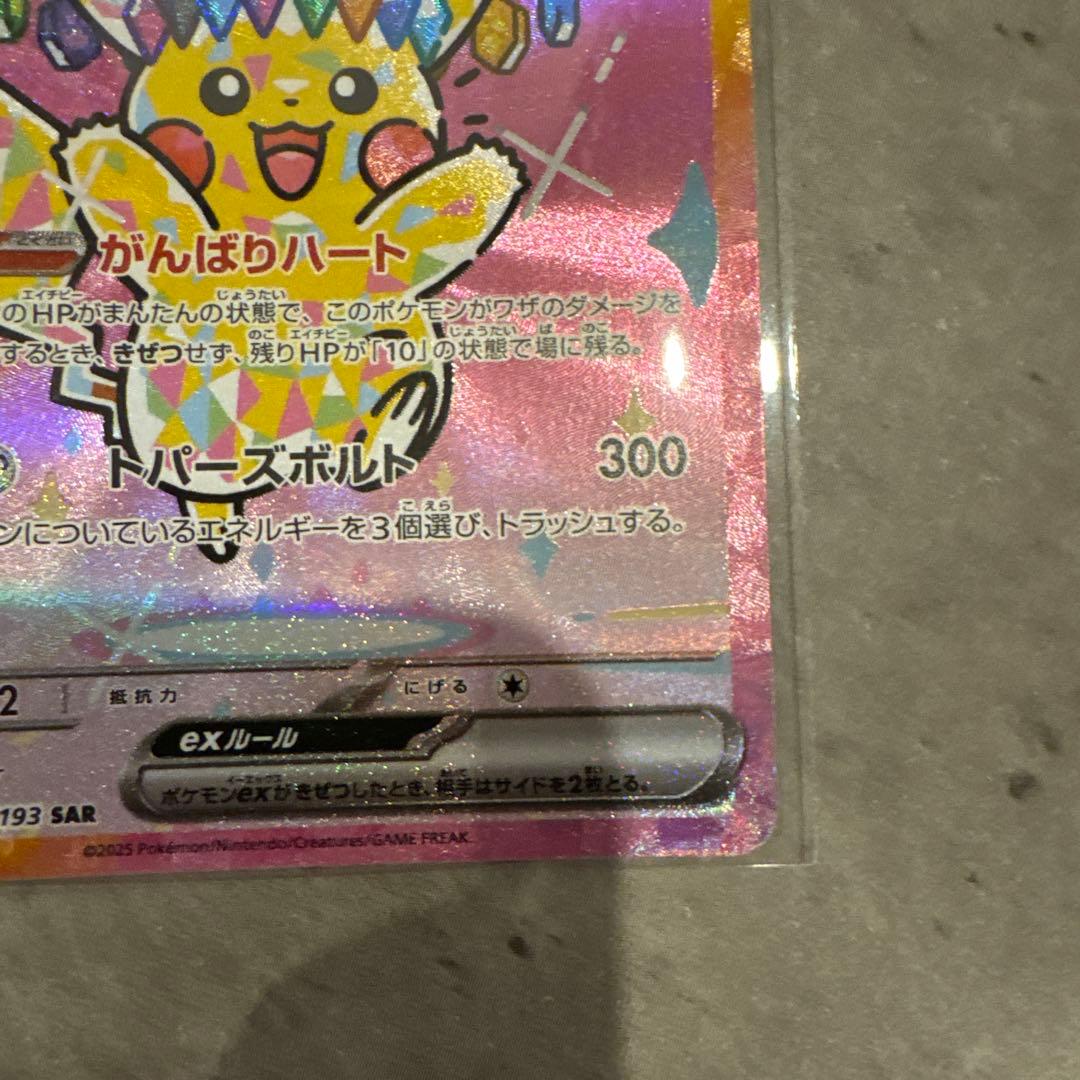 がんばりハート
のHPがまんたんの状態で、このポケモンがワザのダメージを
するとき、きぜつせず、残りHPが「10」の状態で場に残る。
トパーズボルト 300
ンについているエネルギーを3個選び、トラッシュする。
2 抵抗力 にげる
exルール
ポケモンexがきぜつしたとき、相手はサイドを2枚とる。
193 SAR
©2025 Pokémon/Nintendo/Creatures/GAME FREAK.